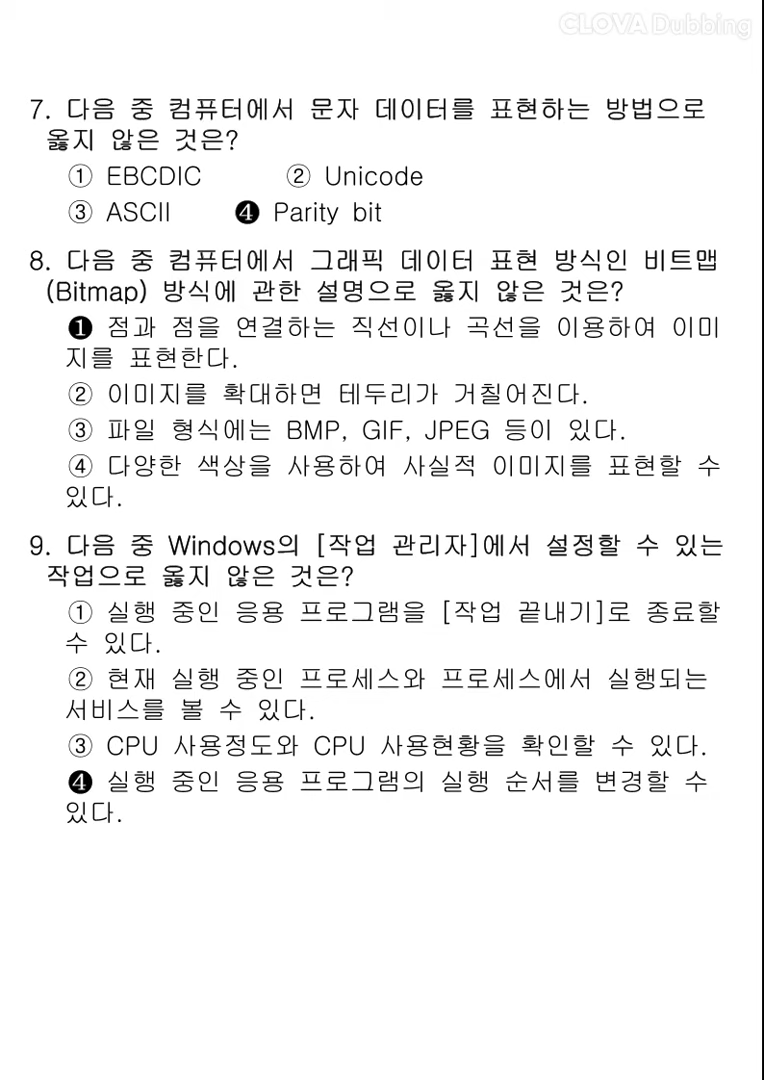 CLOVA Dubbing
7. 다음 중 컴퓨터에서 문자 데이터를 표현하는 방법으로
옳지 않은 것은?
① EBCDIC ② Unicode
③ ASCII ❹ Parity bit
8. 다음 중 컴퓨터에서 그래픽 데이터 표현 방식인 비트맵
(Bitmap) 방식에 관한 설명으로 옳지 않은 것은?
❶ 점과 점을 연결하는 직선이나 곡선을 이용하여 이미
지를 표현한다.
② 이미지를 확대하면 테두리가 거칠어진다.
③ 파일 형식에는 BMP, GIF, JPEG 등이 있다.
④ 다양한 색상을 사용하여 사실적 이미지를 표현할 수
있다.
9. 다음 중 Windows의 [작업 관리자]에서 설정할 수 있는
작업으로 옳지 않은 것은?
① 실행 중인 응용 프로그램을 [작업 끝내기]로 종료할
수 있다.
② 현재 실행 중인 프로세스와 프로세스에서 실행되는
서비스를 볼 수 있다.
③ CPU 사용정도와 CPU 사용현황을 확인할 수 있다.
❹ 실행 중인 응용 프로그램의 실행 순서를 변경할 수
있다.